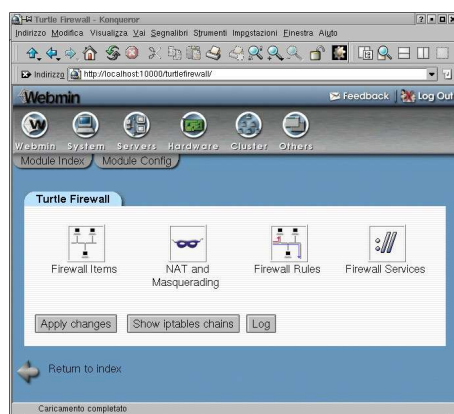 Turtle Firewall - Konqueror
Indirizzo Modifica Visualizza Vai Segnalibri Strumenti Impostazioni Finestra Aiuto
Indirizzo http://localhost:10000/turtlefirewall/
Webmin
Feedback Log Out
Webmin System Servers Hardware Cluster Others
Module Index Module Config
Turtle Firewall
Firewall Items
NAT and
Masquerading
Firewall Rules
Firewall Services
Apply changes Show iptables chains Log
Return to index
Caricamento completato